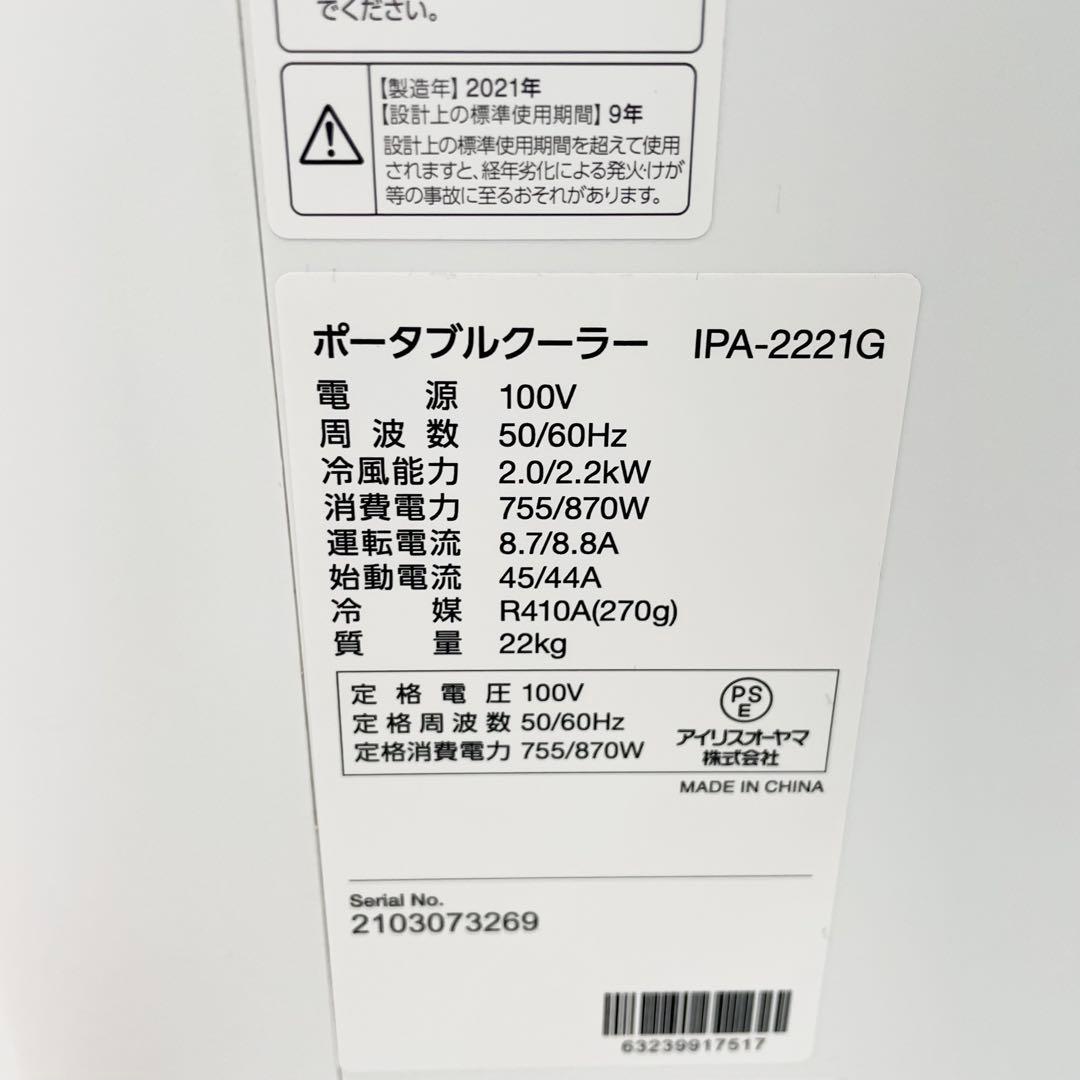 でください。
【製造年】2021年
【設計上の標準使用期間】9年
設計上の標準使用期間を超えて使用
されますと、経年劣化による発火・けが
等の事故に至るおそれがあります。
ポータブルクーラー IPA-2221G
電源 100V
周波数 50/60Hz
冷風能力 2.0/2.2kW
消費電力 755/870W
運転電流 8.7/8.8A
始動電流 45/44A
冷媒 R410A(270g)
質量 22kg
定格電圧 100V
定格周波数 50/60Hz
定格消費電力 755/870W
PSE
アイリスオーヤマ
株式会社
MADE IN CHINA
Serial No.
2103073269
63239917517